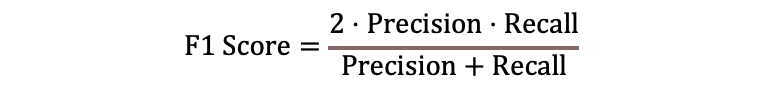 F1 Score = 2 · Precision · Recall
Precision + Recall